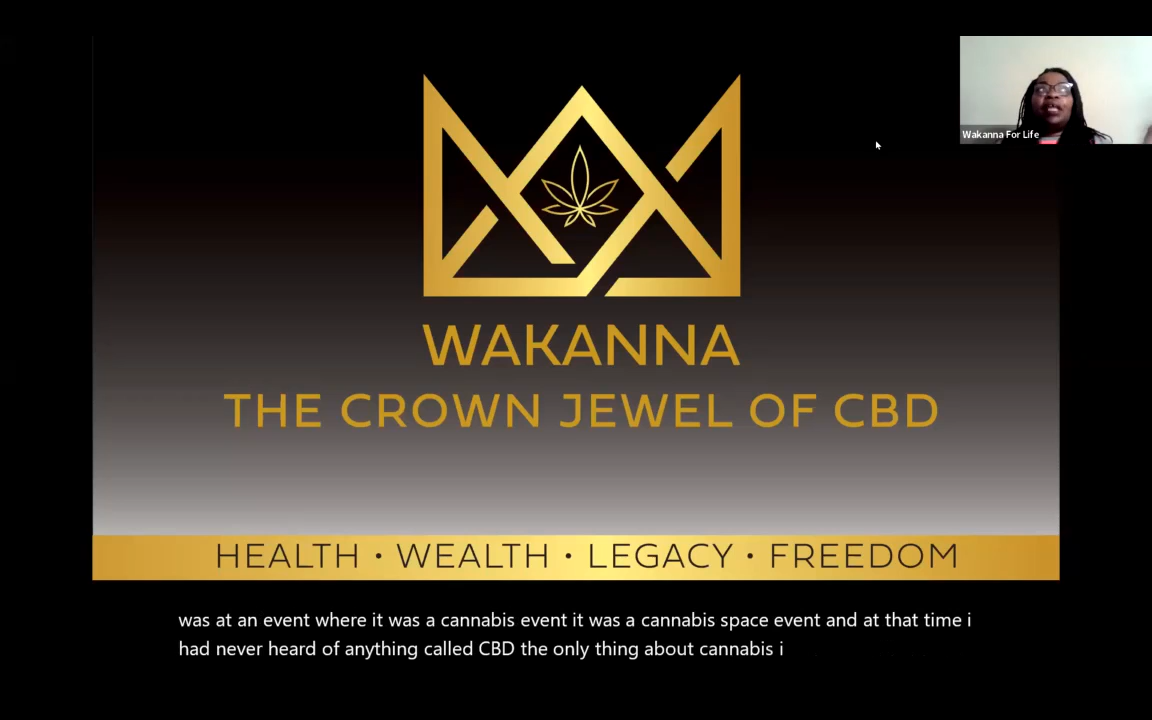 Wakanna For Life
WAKANNA
THE CROWN JEWEL OF CBD
HEALTH • WEALTH • LEGACY • FREEDOM
was at an event where it was a cannabis event it was a cannabis space event and at that time i
had never heard of anything called CBD the only thing about cannabis i